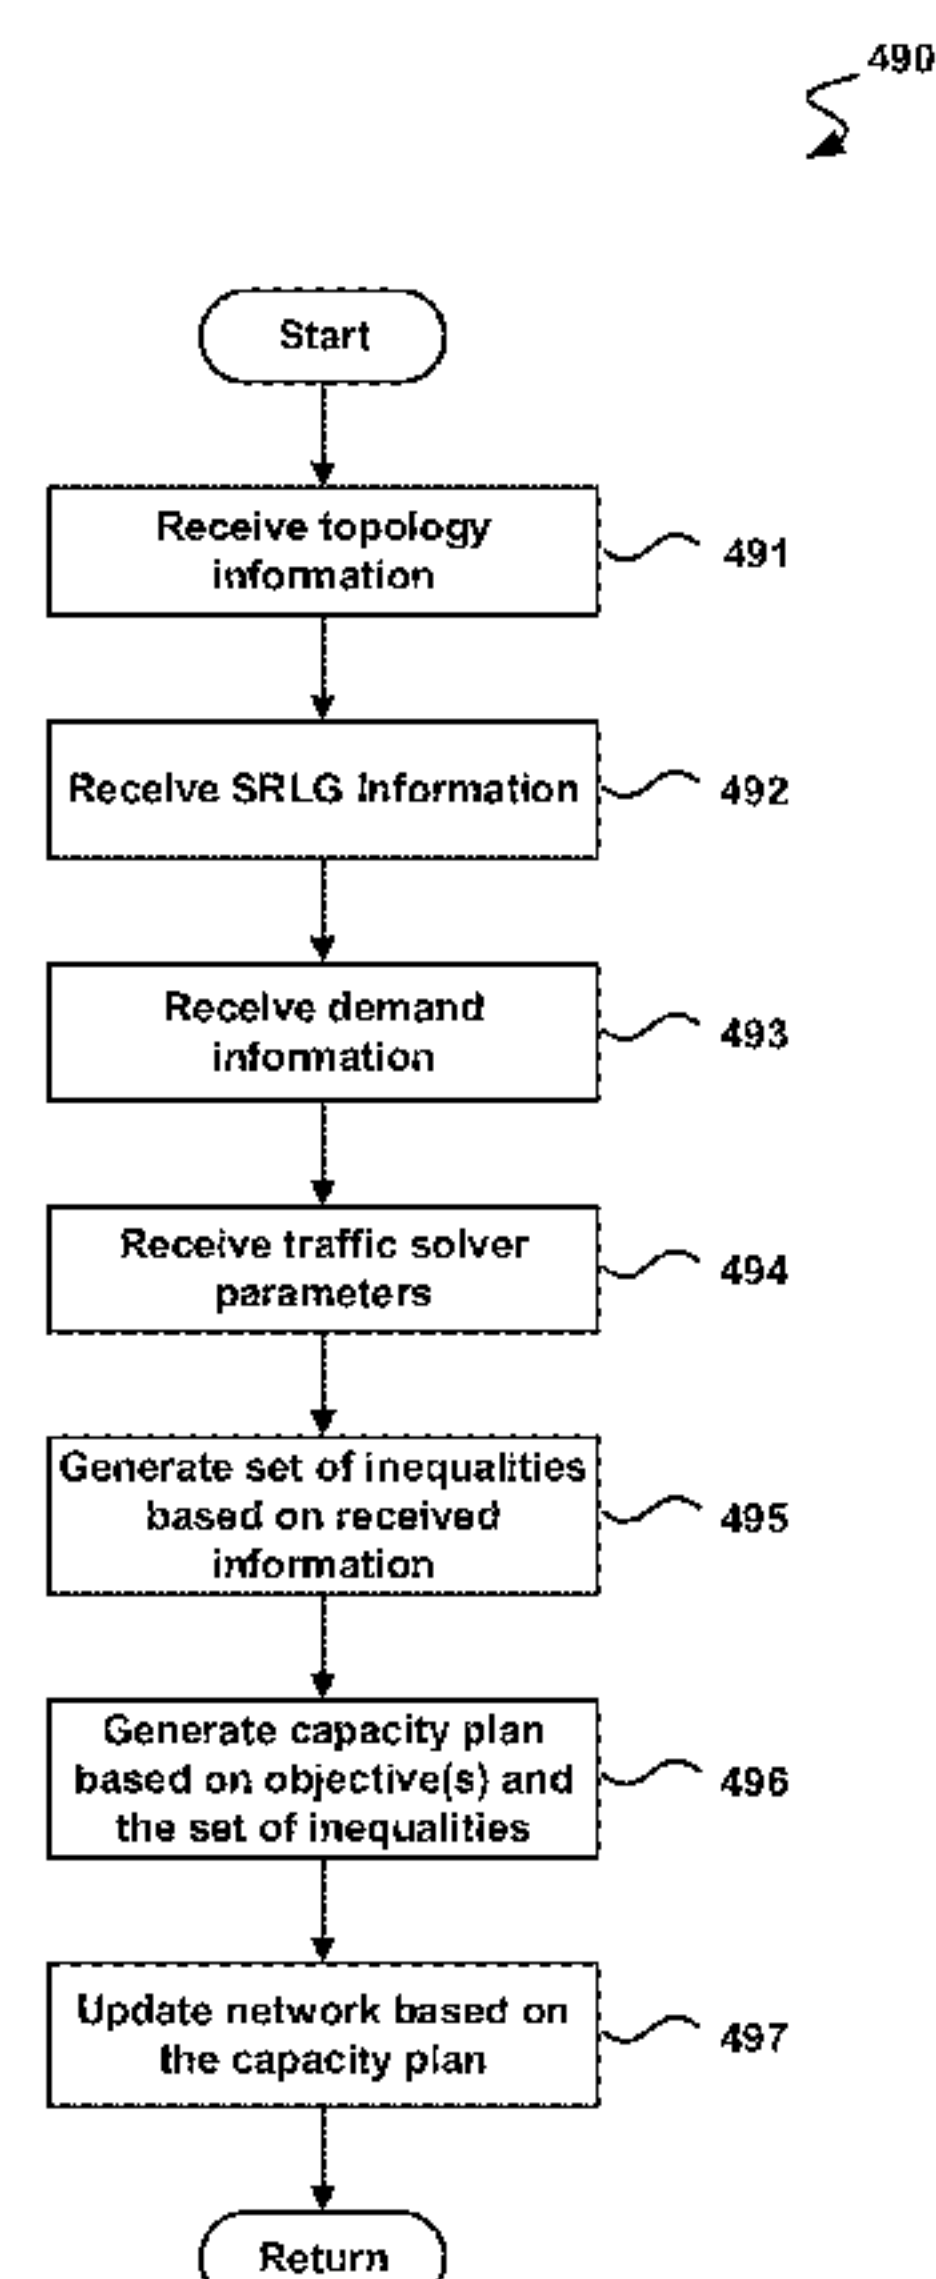 490
Start
Receive topology
information
491
Receive SRLG Information
492
Receive demand
information
493
Receive traffic solver
parameters
494
Generate set of inequalities
based on received
information
495
Generate capacity plan
based on objective(s) and
the set of inequalities
496
Update network based on
the capacity plan
497
Return